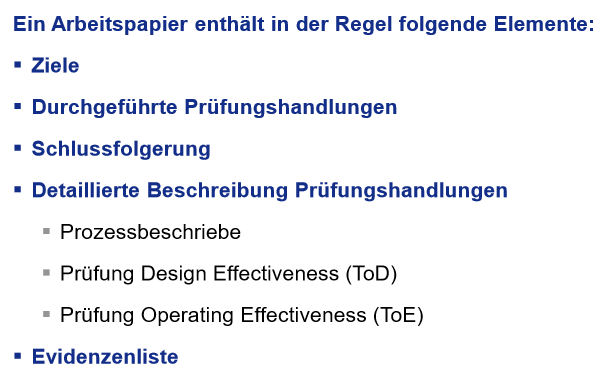 Ein Arbeitspapier enthält in der Regel folgende Elemente:
▪ Ziele
▪ Durchgeführte Prüfungshandlungen
▪ Schlussfolgerung
▪ Detaillierte Beschreibung Prüfungshandlungen
▪ Prozessbeschriebe
▪ Prüfung Design Effectiveness (ToD)
▪ Prüfung Operating Effectiveness (ToE)
▪ Evidenzenliste